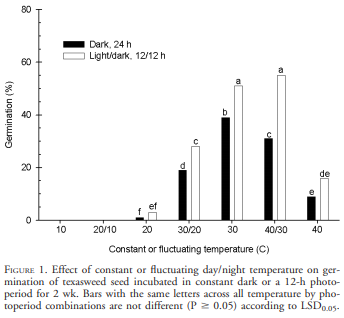 80
60
40
20
0
Germination (%)
Dark, 24 h
Light/dark, 12/12 h
f
ef
d
c
b
a
c
a
e
de
10 20/10 20 30/20 30 40/30 40
Constant or fluctuating temperature (C)
FIGURE 1. Effect of constant or fluctuating day/night temperature on ger-
mination of texasweed seed incubated in constant dark or a 12-h photo-
period for 2 wk. Bars with the same letters across all temperature by pho-
toperiod combinations are not different (P ≥ 0.05) according to LSD0.05.